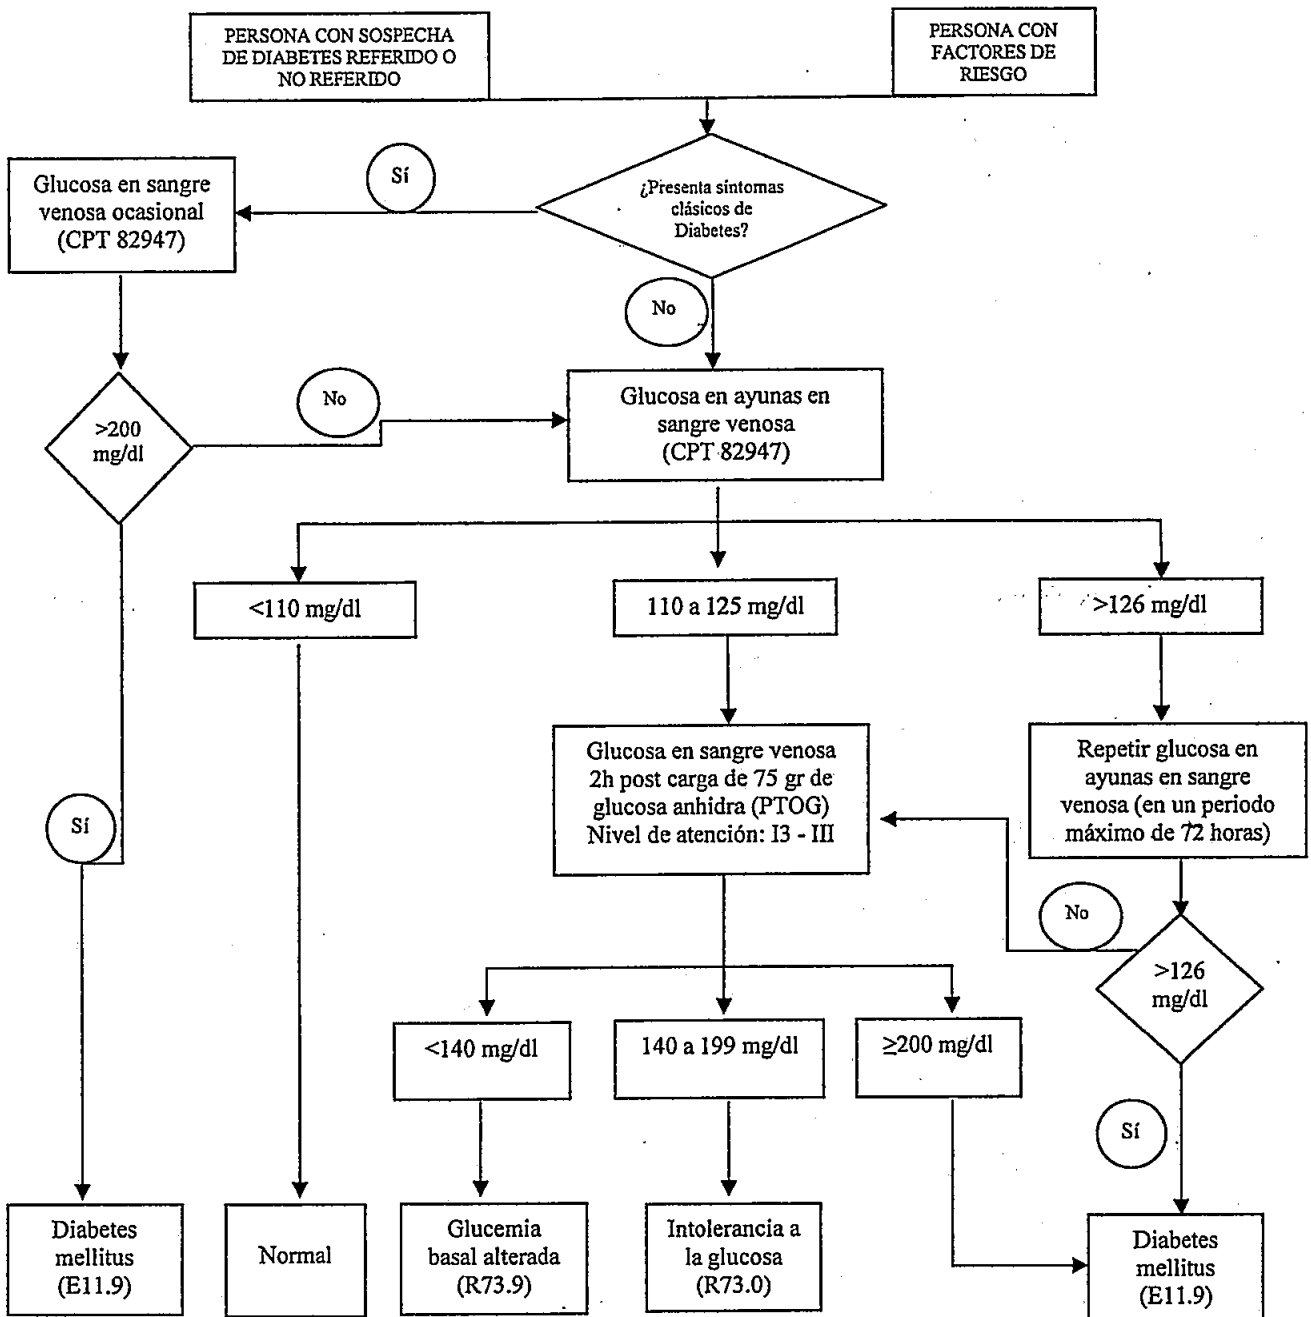 PERSONA CON SOSPECHA
DE DIABETES REFERIDO O
NO REFERIDO
PERSONA CON
FACTORES DE
RIESGO
Glucosa en sangre
venosa ocasional
(CPT 82947)
Sí
¿Presenta síntomas
clásicos de
Diabetes?
No
>200
mg/dl
No
Glucosa en ayunas en
sangre venosa
(CPT 82947)
<110 mg/dl
110 a 125 mg/dl
>126 mg/dl
Sí
Glucosa en sangre venosa
2h post carga de 75 gr de
glucosa anhidra (PTOG)
Nivel de atención: I3 - III
Repetir glucosa en
ayunas en sangre
venosa (en un periodo
máximo de 72 horas)
No
>126
mg/dl
<140 mg/dl
140 a 199 mg/dl
≥200 mg/dl
Sí
Diabetes
mellitus
(E11.9)
Normal
Glucemia
basal alterada
(R73.9)
Intolerancia a
la glucosa
(R73.0)
Diabetes
mellitus
(E11.9)